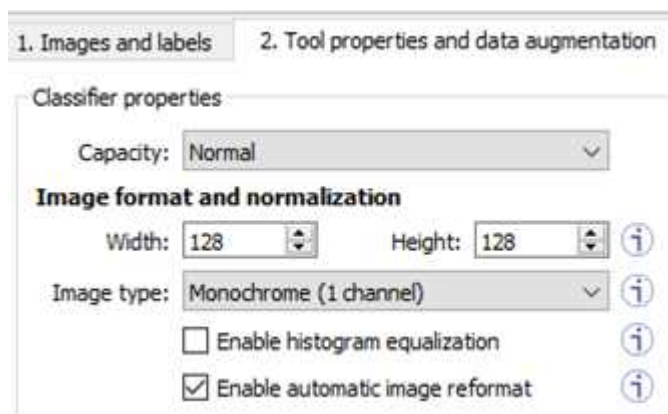 1. Images and labels 2. Tool properties and data augmentation
Classifier properties
Capacity: Normal
Image format and normalization
Width: 128 Height: 128
Image type: Monochrome (1 channel)
Enable histogram equalization
Enable automatic image reformat